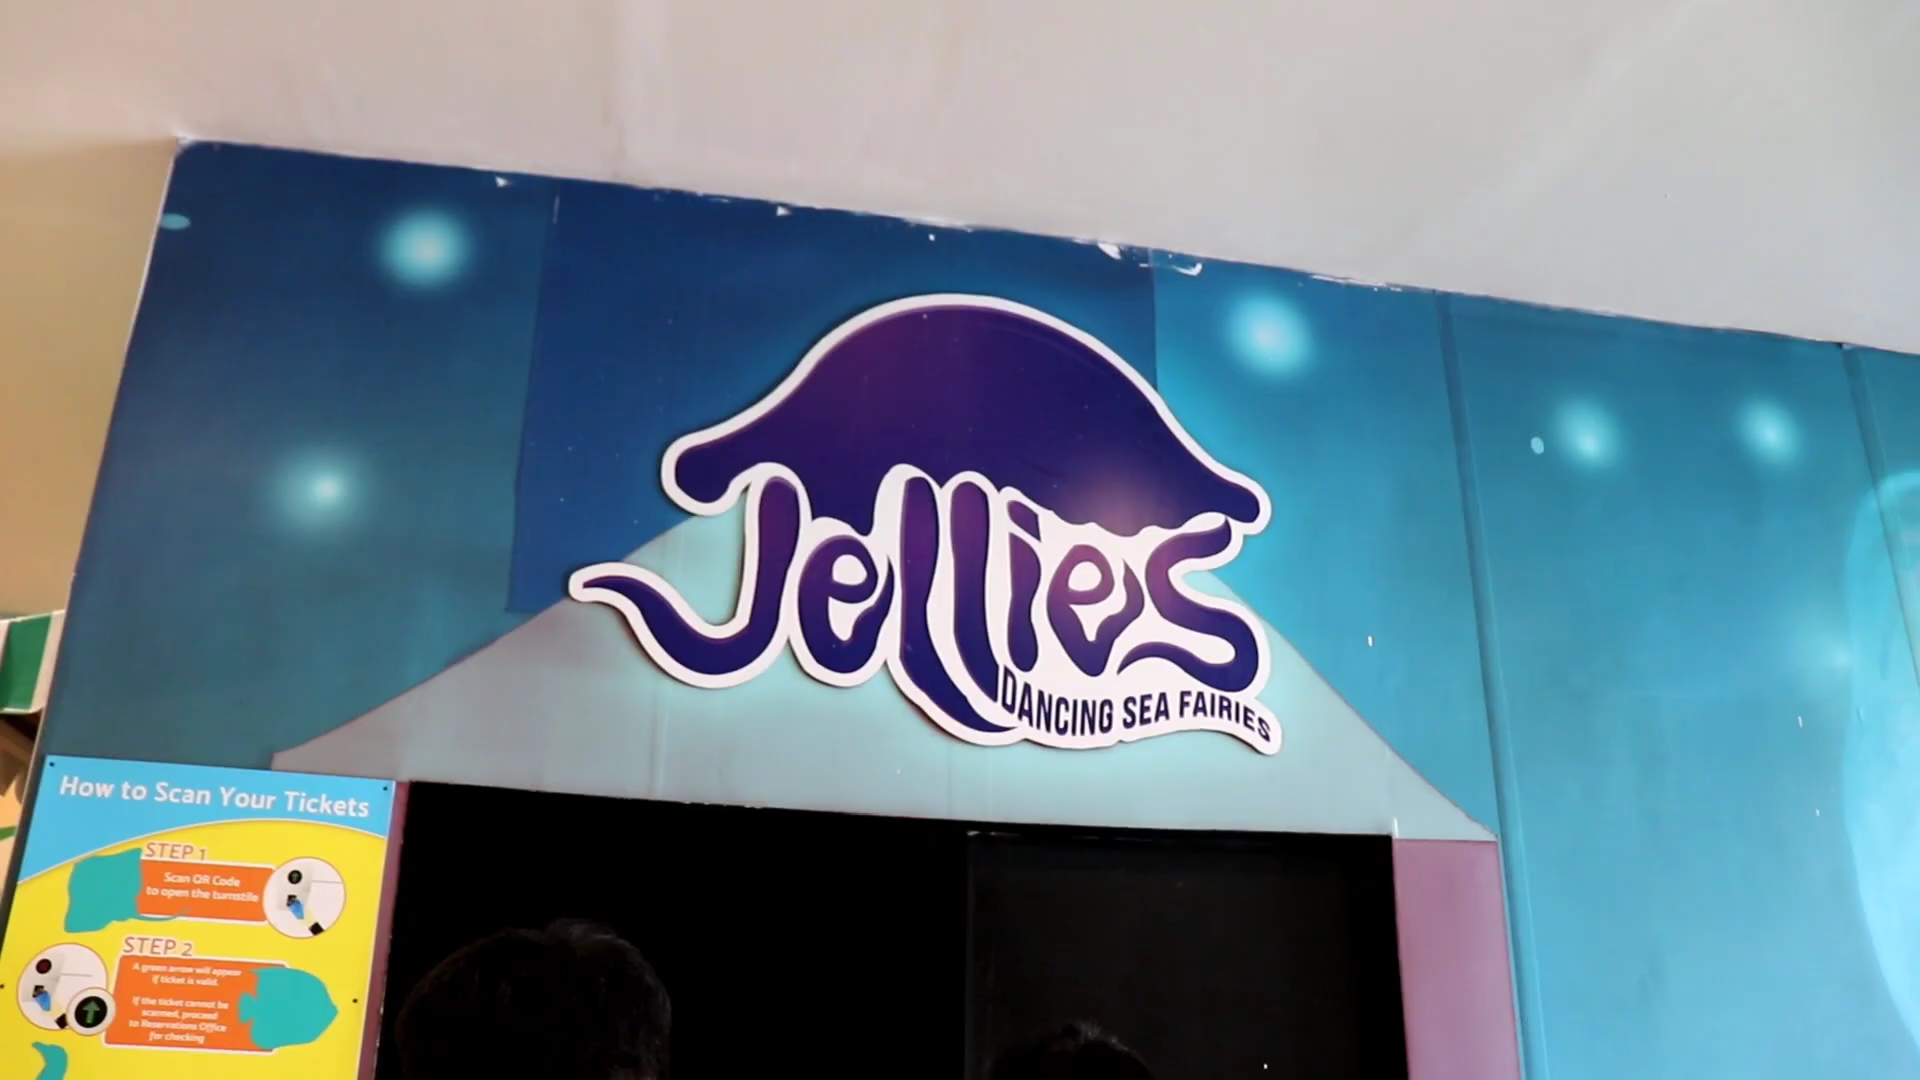 Jellies
DANCING SEA FAIRIES
How to Scan Your Tickets
STEP 1
Scan QR Code
to open the turnstile
STEP 2
A green arrow will appear
if ticket is valid.
If the ticket cannot be
scanned, proceed
to Reservations Office
for checking